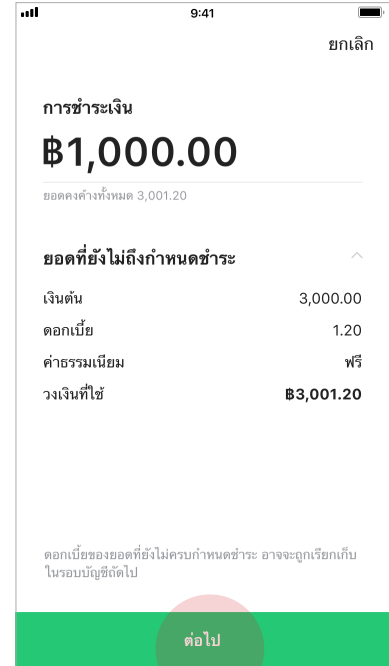 9:41
ยกเลิก
การชำระเงิน
฿1,000.00
ยอดคงค้างทั้งหมด 3,001.20
ยอดที่ยังไม่ถึงกำหนดชำระ
เงินต้น 3,000.00
ดอกเบี้ย 1.20
ค่าธรรมเนียม ฟรี
วงเงินที่ใช้ ฿3,001.20
ดอกเบี้ยของยอดที่ยังไม่ครบกำหนดชำระ อาจจะถูกเรียกเก็บ
ในรอบบัญชีถัดไป
ต่อไป